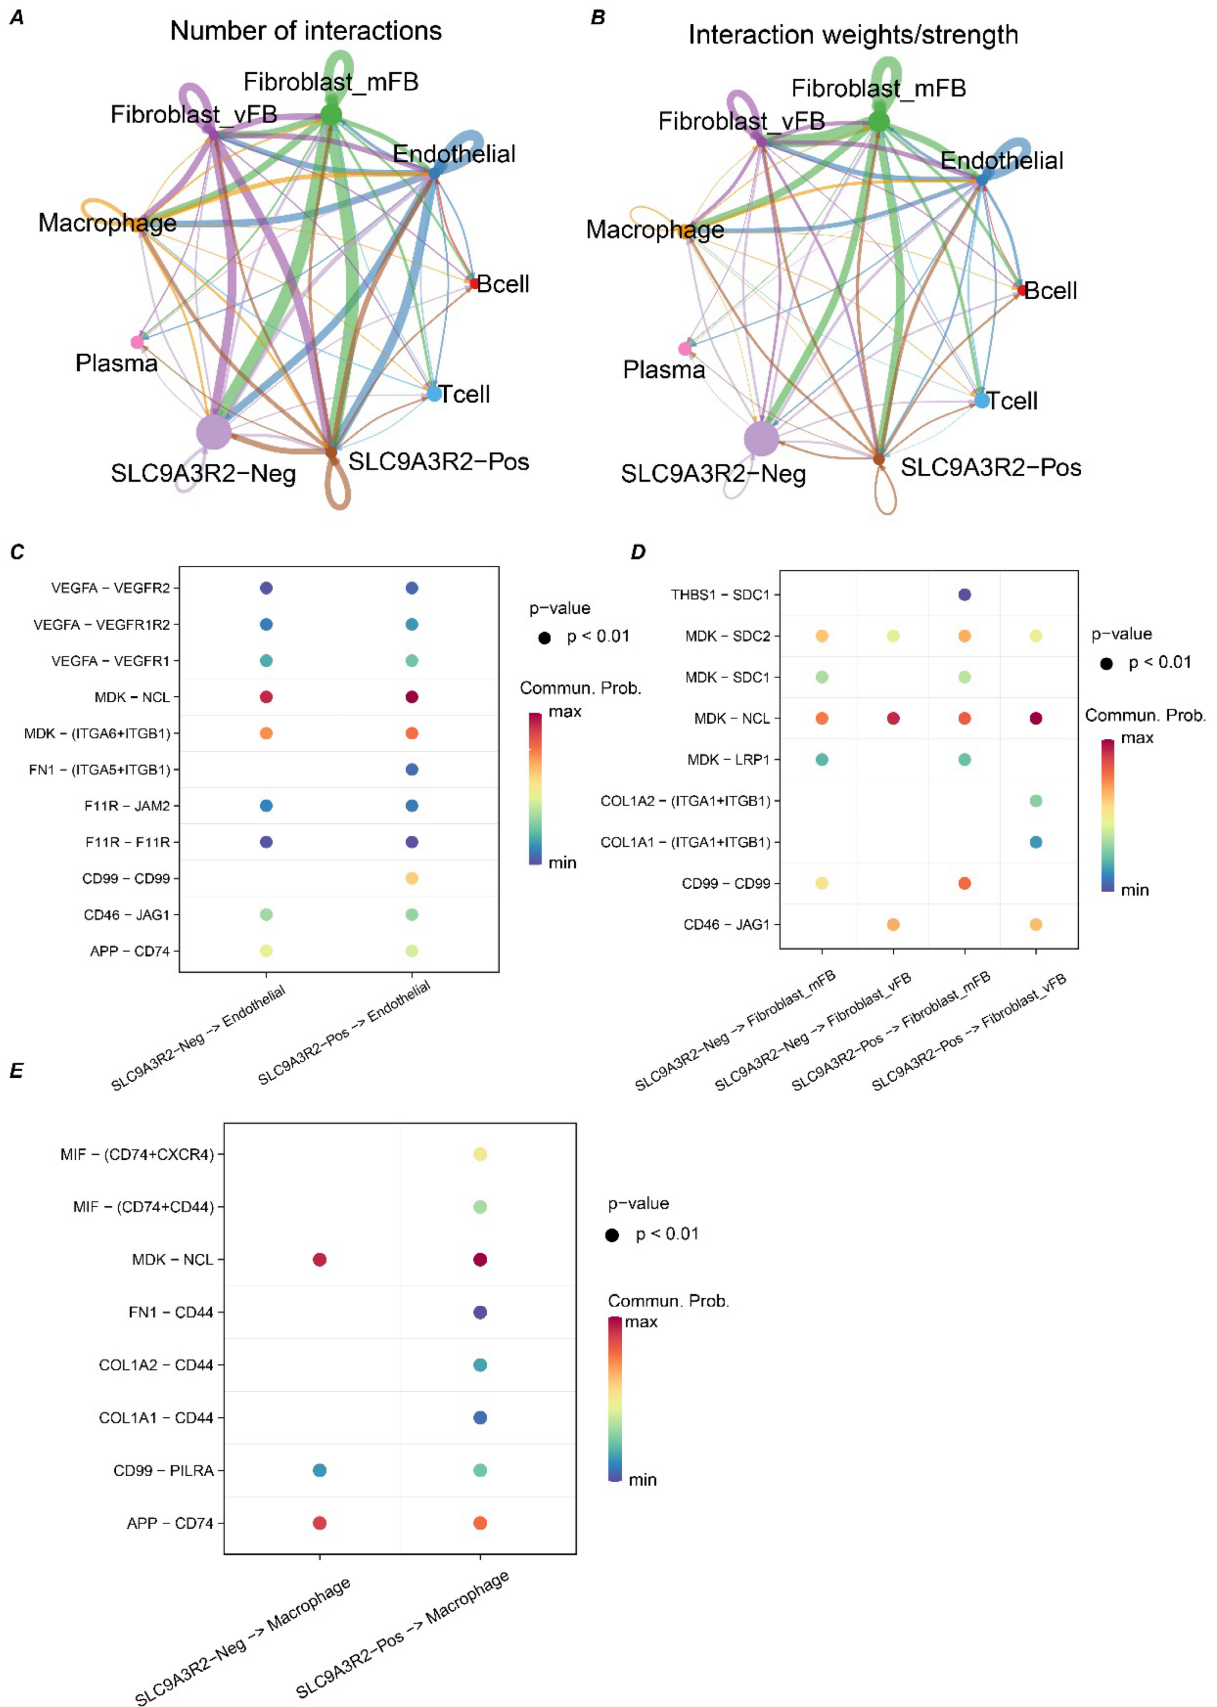 A
Number of interactions
Fibroblast_mFB
Fibroblast_vFB
Endothelial
Macrophage
Bcell
Plasma
Tcell
SLC9A3R2−Neg
SLC9A3R2−Pos
B
Interaction weights/strength
Fibroblast_mFB
Fibroblast_vFB
Endothelial
Macrophage
Bcell
Plasma
Tcell
SLC9A3R2−Neg
SLC9A3R2−Pos
C
VEGFA − VEGFR2
VEGFA − VEGFR1R2
VEGFA − VEGFR1
MDK − NCL
MDK − (ITGA6+ITGB1)
FN1 − (ITGA5+ITGB1)
F11R − JAM2
F11R − F11R
CD99 − CD99
CD46 − JAG1
APP − CD74
SLC9A3R2−Neg −> Endothelial
SLC9A3R2−Pos −> Endothelial
p−value
p < 0.01
Commun. Prob.
max
min
D
THBS1 − SDC1
MDK − SDC2
MDK − SDC1
MDK − NCL
MDK − LRP1
COL1A2 − (ITGA1+ITGB1)
COL1A1 − (ITGA1+ITGB1)
CD99 − CD99
CD46 − JAG1
SLC9A3R2−Neg −> Fibroblast_mFB
SLC9A3R2−Neg −> Fibroblast_vFB
SLC9A3R2−Pos −> Fibroblast_mFB
SLC9A3R2−Pos −> Fibroblast_vFB
p−value
p < 0.01
Commun. Prob.
max
min
E
MIF − (CD74+CXCR4)
MIF − (CD74+CD44)
MDK − NCL
FN1 − CD44
COL1A2 − CD44
COL1A1 − CD44
CD99 − PILRA
APP − CD74
SLC9A3R2−Neg −> Macrophage
SLC9A3R2−Pos −> Macrophage
p−value
p < 0.01
Commun. Prob.
max
min